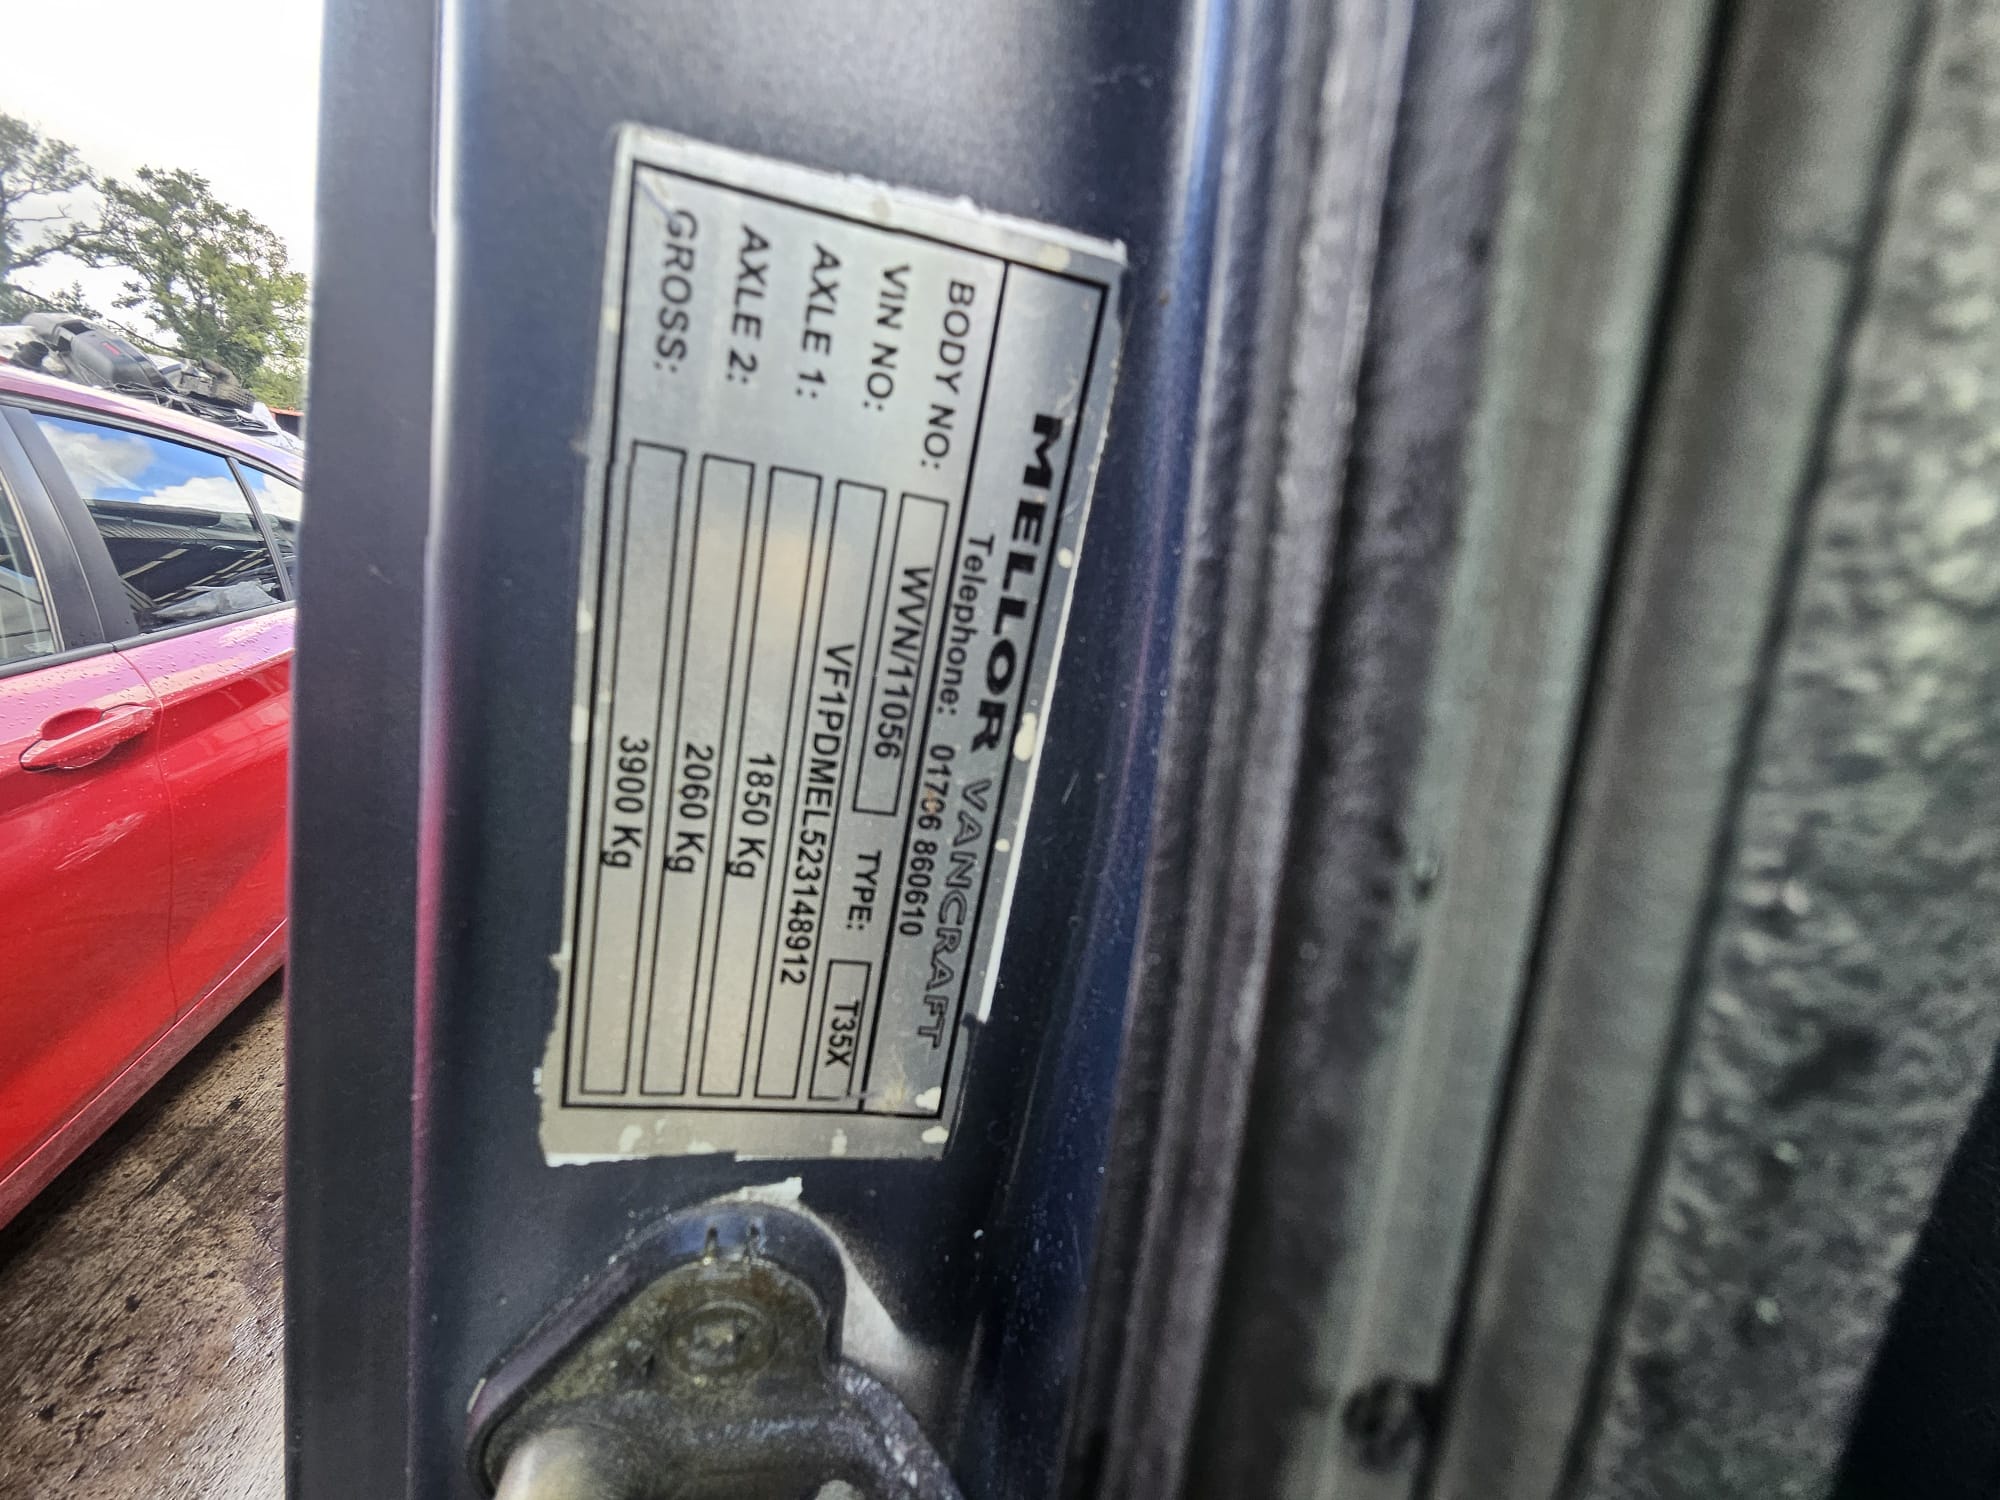 MELLOR VANCRAFT
Telephone: 01706 860610
BODY NO: WVN/11056 TYPE: T35X
VIN NO: VF1PDMEL523148912
AXLE 1: 1850 Kg
AXLE 2: 2060 Kg
GROSS: 3900 Kg